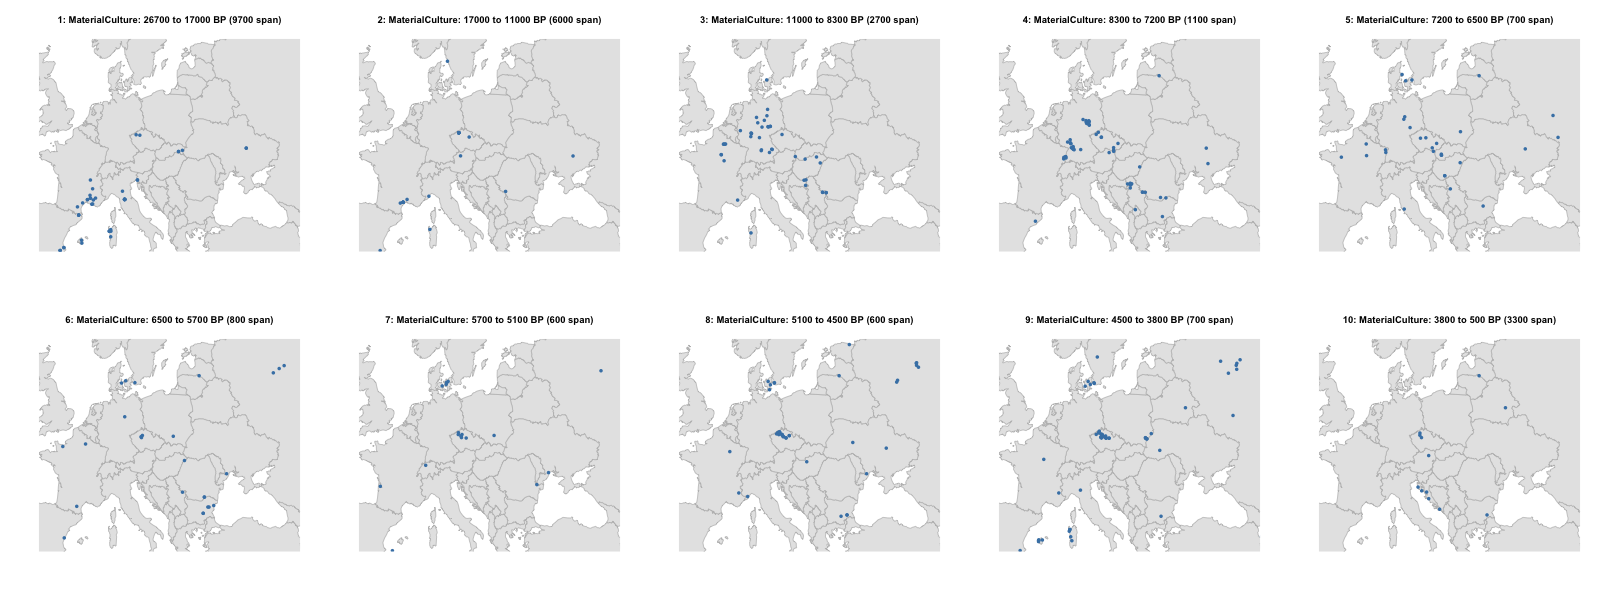 1: MaterialCulture: 26700 to 17000 BP (9700 span)
2: MaterialCulture: 17000 to 11000 BP (6000 span)
3: MaterialCulture: 11000 to 8300 BP (2700 span)
4: MaterialCulture: 8300 to 7200 BP (1100 span)
5: MaterialCulture: 7200 to 6500 BP (700 span)
6: MaterialCulture: 6500 to 5700 BP (800 span)
7: MaterialCulture: 5700 to 5100 BP (600 span)
8: MaterialCulture: 5100 to 4500 BP (600 span)
9: MaterialCulture: 4500 to 3800 BP (700 span)
10: MaterialCulture: 3800 to 500 BP (3300 span)